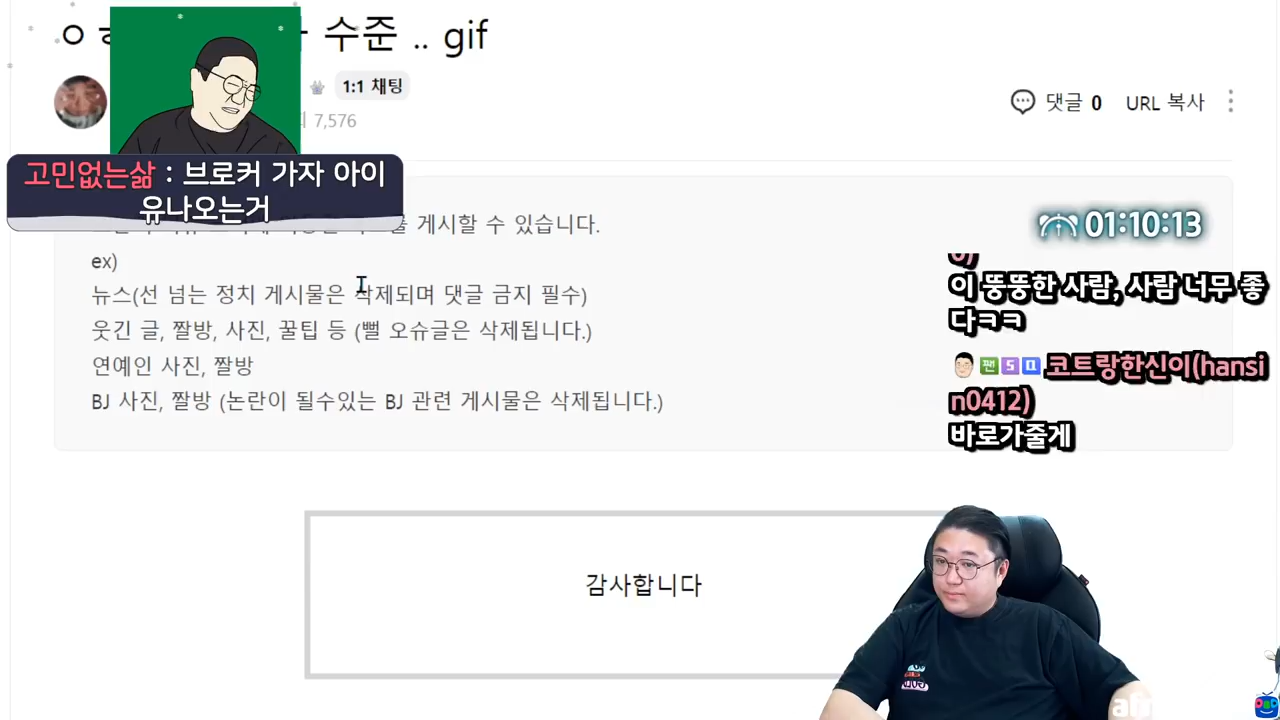 수준 .. gif
1:1 채팅
7,576
댓글 0 URL 복사
고민없는삶 : 브로커 가자 아이
유나오는거
게시할 수 있습니다.
ex)
뉴스(선 넘는 정치 게시물은 삭제되며 댓글 금지 필수)
웃긴 글, 짤방, 사진, 꿀팁 등 (뻘 오슈글은 삭제됩니다.)
연예인 사진, 짤방
BJ 사진, 짤방 (논란이 될수있는 BJ 관련 게시물은 삭제됩니다.)
01:10:13
이 뚱뚱한 사람, 사람 너무 좋
다ㅋㅋ
팬 5 코트랑한신이(hansi
n0412)
바로가줄게
감사합니다